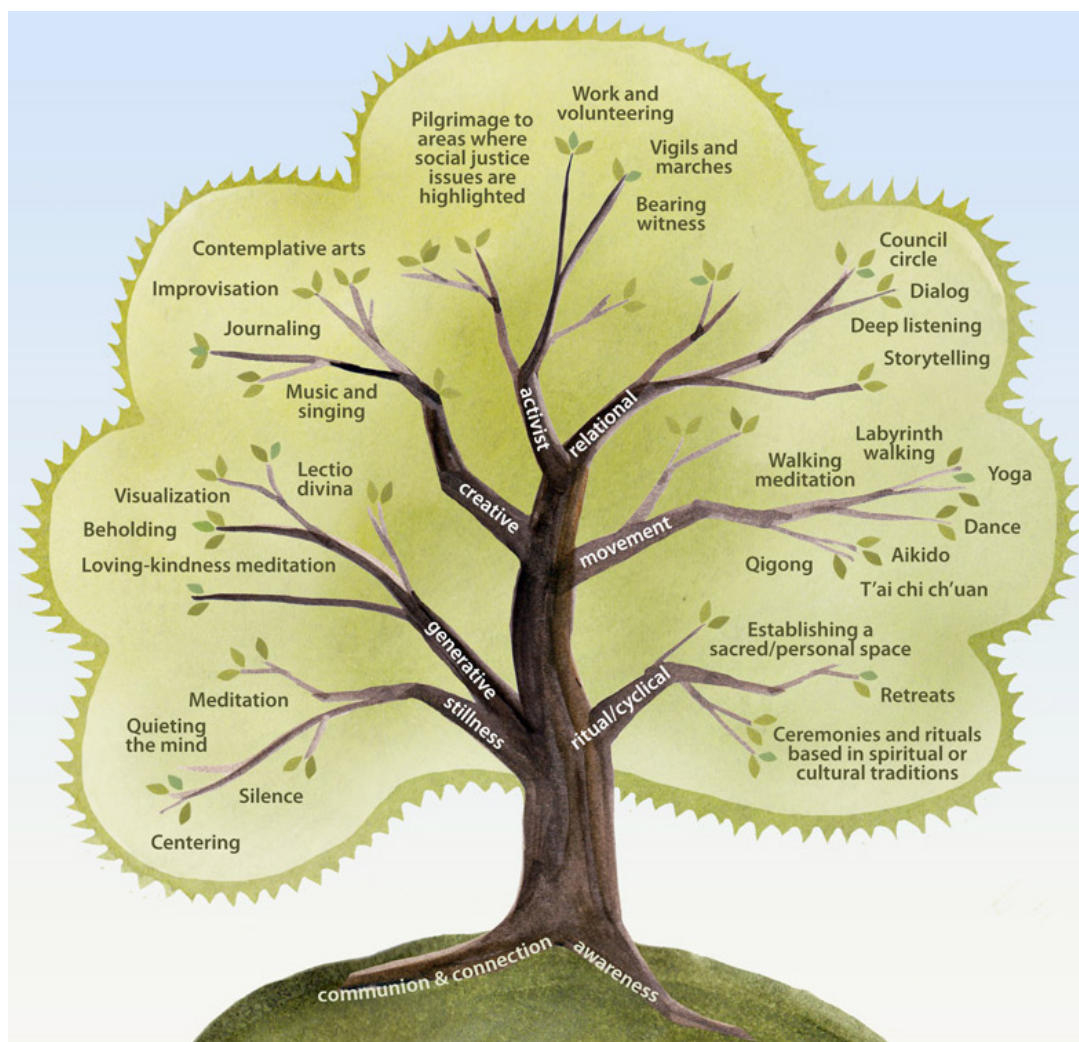 Work and
volunteering
Pilgrimage to
areas where
social justice
issues are
highlighted
Vigils and
marches
Bearing
witness
Contemplative arts
Improvisation
Journaling
Music and
singing
Council
circle
Dialog
Deep listening
Storytelling
activist
relational
creative
movement
Labyrinth
walking
Walking
meditation
Yoga
Dance
Aikido
Qigong
T'ai chi ch'uan
Lectio
divina
Visualization
Beholding
Loving-kindness meditation
generative
stillness
Meditation
Quieting
the mind
Silence
Centering
ritual/cyclical
Establishing a
sacred/personal space
Retreats
Ceremonies and rituals
based in spiritual or
cultural traditions
communion & connection
awareness